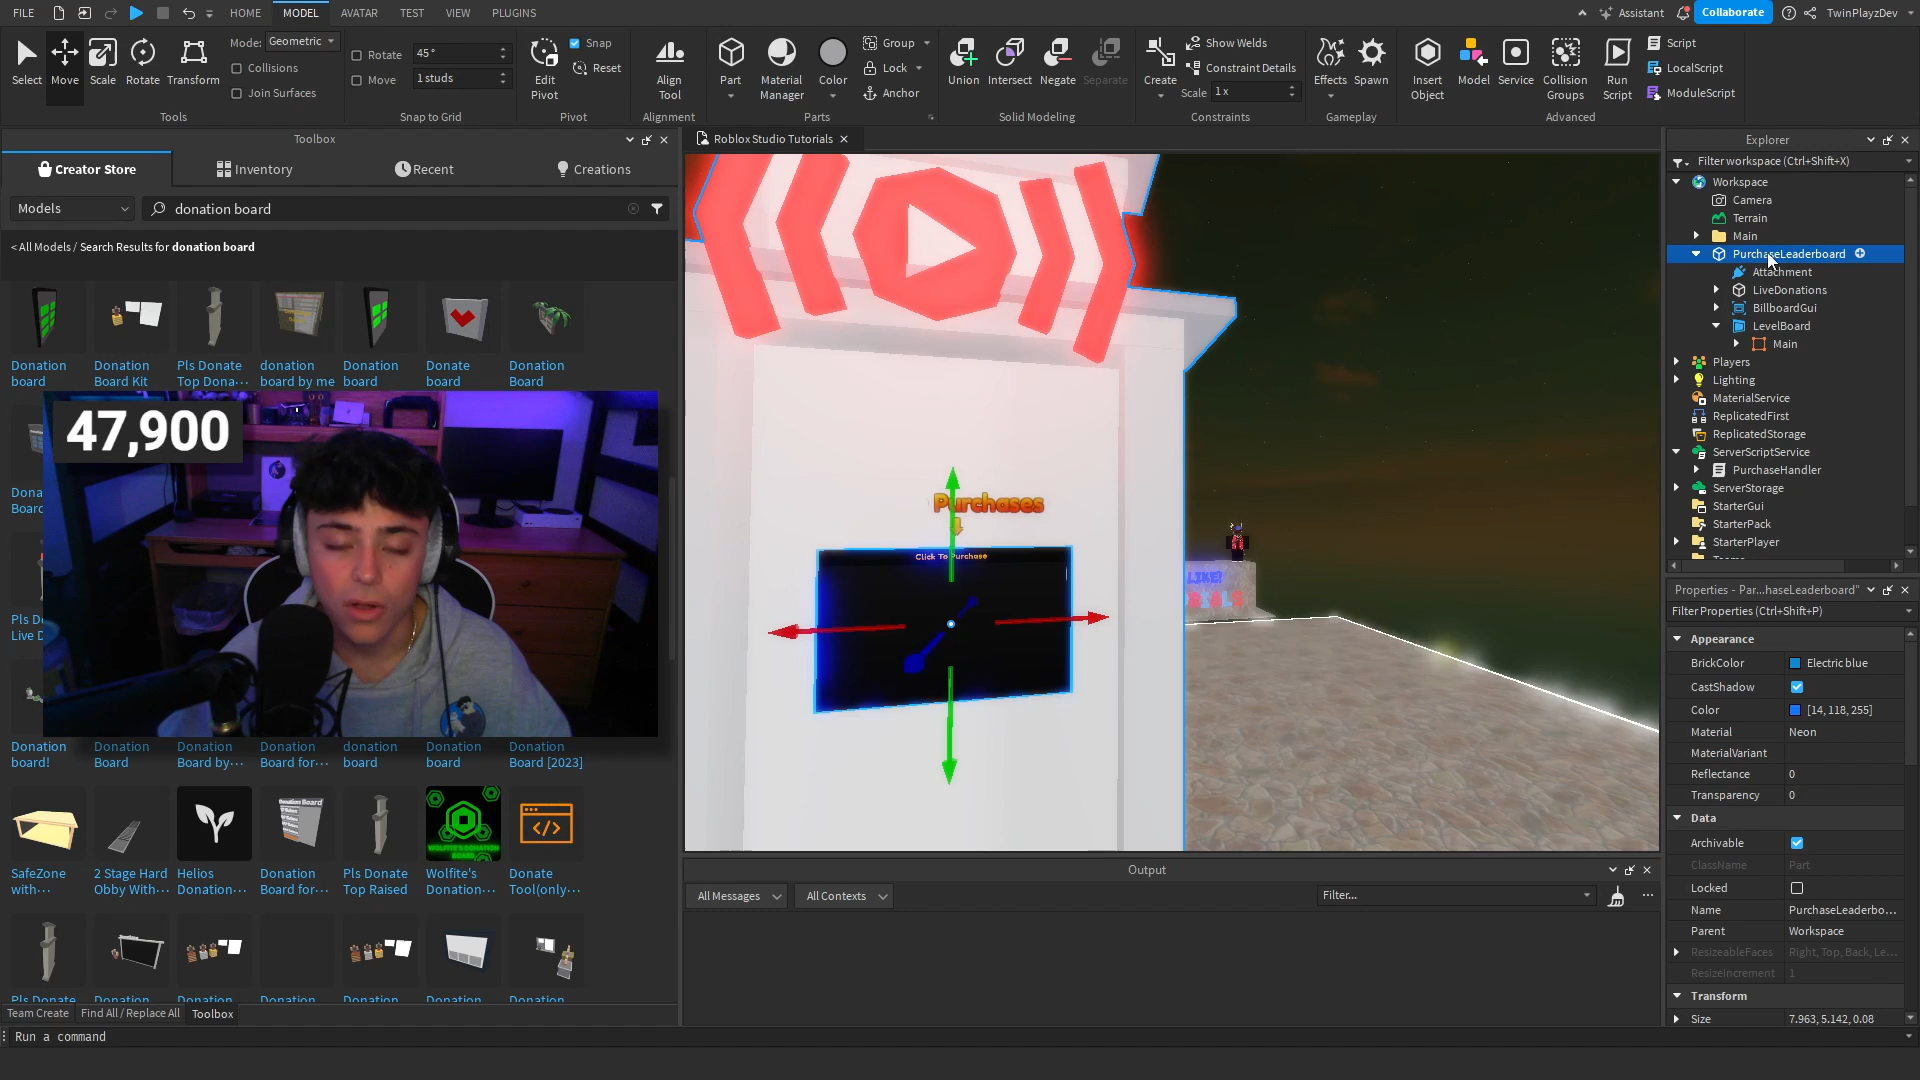 FILE
HOME
MODEL
AVATAR
TEST
VIEW
PLUGINS
Assistant
Collaborate
TwinPlayzDev
Select
Move
Scale
Rotate
Transform
Mode: Geometric
Collisions
Join Surfaces
Tools
Rotate 45°
Move 1 studs
Snap to Grid
Edit
Pivot
Snap
Reset
Pivot
Align
Tool
Alignment
Part
Material
Manager
Color
Group
Lock
Anchor
Parts
Union
Intersect
Negate
Separate
Solid Modeling
Create
Show Welds
Constraint Details
Scale 1 x
Constraints
Effects
Spawn
Gameplay
Insert
Object
Model
Service
Collision
Groups
Run
Script
Script
LocalScript
ModuleScript
Advanced
Toolbox
Creator Store
Inventory
Recent
Creations
Models
donation board
< All Models / Search Results for donation board
Donation
board
Donation
Board Kit
Pls Donate
Top Dona...
donation
board by me
Donation
board
Donate
board
Donation
Board
47,900
Donation
board!
Donation
Board
Donation
Board by...
Donation
Board for...
donation
board
Donation
board
Donation
Board [2023]
SafeZone
with...
2 Stage Hard
Obby With...
Helios
Donation...
Donation
Board for...
Pls Donate
Top Raised
Wolfite's
Donation...
Donate
Tool(only...
WOLFITE'S DONATION
BOARD
Pls Donate
Donation
Donation
Donation
Donation
Donation
Donation
Team Create
Find All / Replace All
Toolbox
Run a command
Roblox Studio Tutorials
Purchases
Click To Purchase
LIKE?
Output
All Messages
All Contexts
Filter...
Explorer
Filter workspace (Ctrl+Shift+X)
Workspace
Camera
Terrain
Main
PurchaseLeaderboard
Attachment
LiveDonations
BillboardGui
LevelBoard
Main
Players
Lighting
MaterialService
ReplicatedFirst
ReplicatedStorage
ServerScriptService
PurchaseHandler
ServerStorage
StarterGui
StarterPack
StarterPlayer
Properties - Par...haseLeaderboard"
Filter Properties (Ctrl+Shift+P)
Appearance
BrickColor Electric blue
CastShadow
Color [14, 118, 255]
Material Neon
MaterialVariant
Reflectance 0
Transparency 0
Data
Archivable
ClassName Part
Locked
Name PurchaseLeaderbo...
Parent Workspace
ResizeableFaces Right, Top, Back, Le...
ResizeIncrement 1
Transform
Size 7.963, 5.142, 0.08